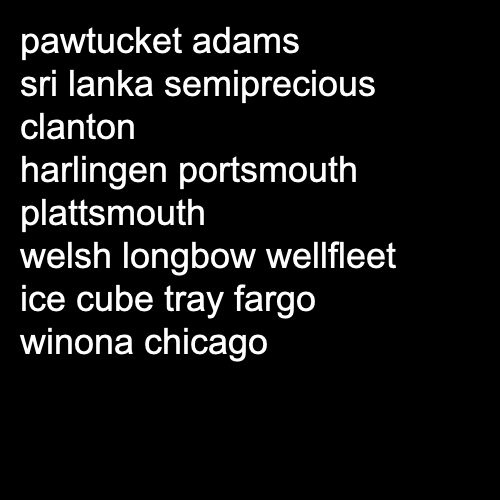 pawtucket adams
sri lanka semiprecious
clanton
harlingen portsmouth
plattsmouth
welsh longbow wellfleet
ice cube tray fargo
winona chicago